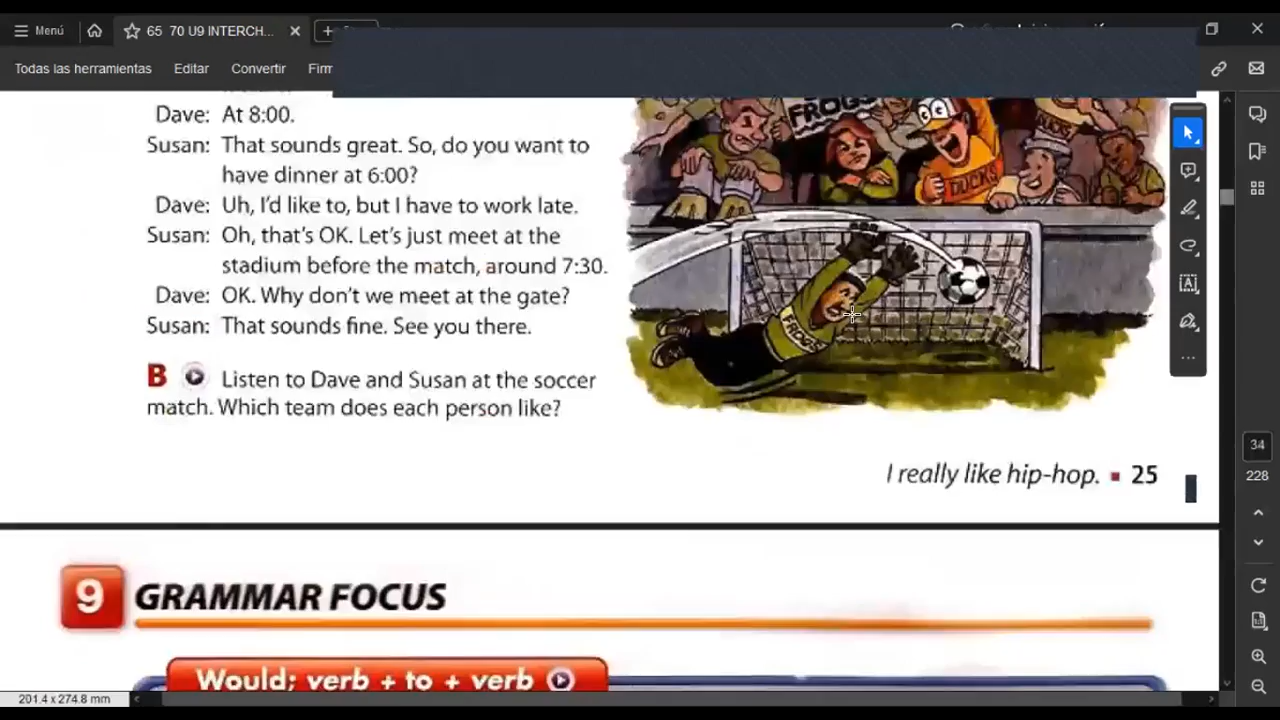 Menú
65 70 U9 INTERCH...
Todas las herramientas
Editar
Convertir
Firm
Dave: At 8:00.
Susan: That sounds great. So, do you want to
have dinner at 6:00?
Dave: Uh, I'd like to, but I have to work late.
Susan: Oh, that's OK. Let's just meet at the
stadium before the match, around 7:30.
Dave: OK. Why don't we meet at the gate?
Susan: That sounds fine. See you there.
B Listen to Dave and Susan at the soccer
match. Which team does each person like?
FROGS
DUCKS
FROGS
I really like hip-hop. ■ 25
9 GRAMMAR FOCUS
Would; verb + to + verb
34
228
201.4 x 274.8 mm